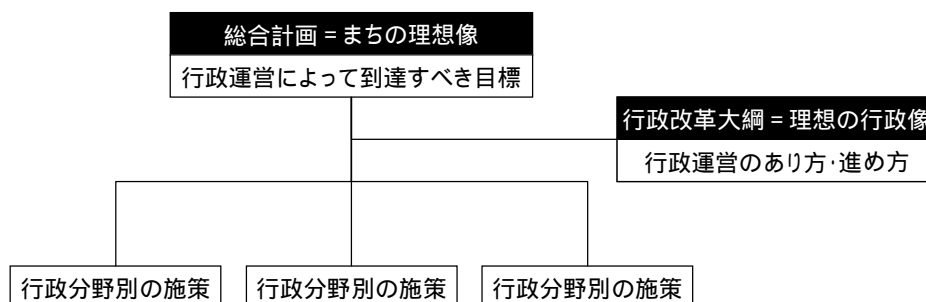 総合計画 = まちの理想像
行政運営によって到達すべき目標
行政改革大綱 = 理想の行政像
行政運営のあり方・進め方
行政分野別の施策
行政分野別の施策
行政分野別の施策